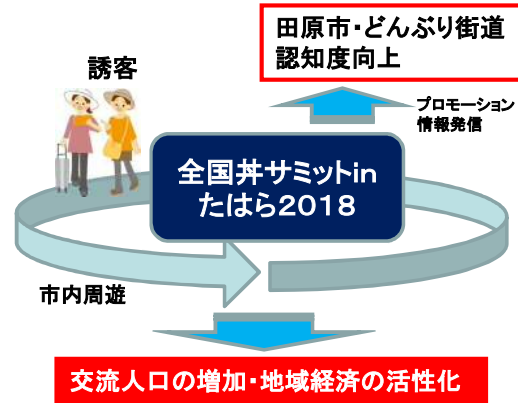 田原市・どんぶり街道
認知度向上
誘客
プロモーション
情報発信
全国丼サミットin
たはら2018
市内周遊
交流人口の増加・地域経済の活性化